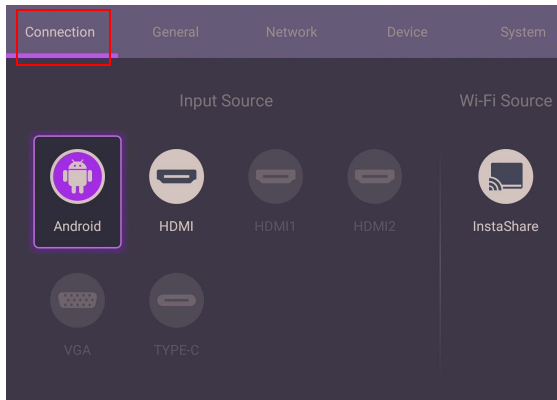 Connection General Network Device System
Input Source Wi-Fi Source
Android HDMI HDMI1 HDMI2 InstaShare
VGA TYPE-C